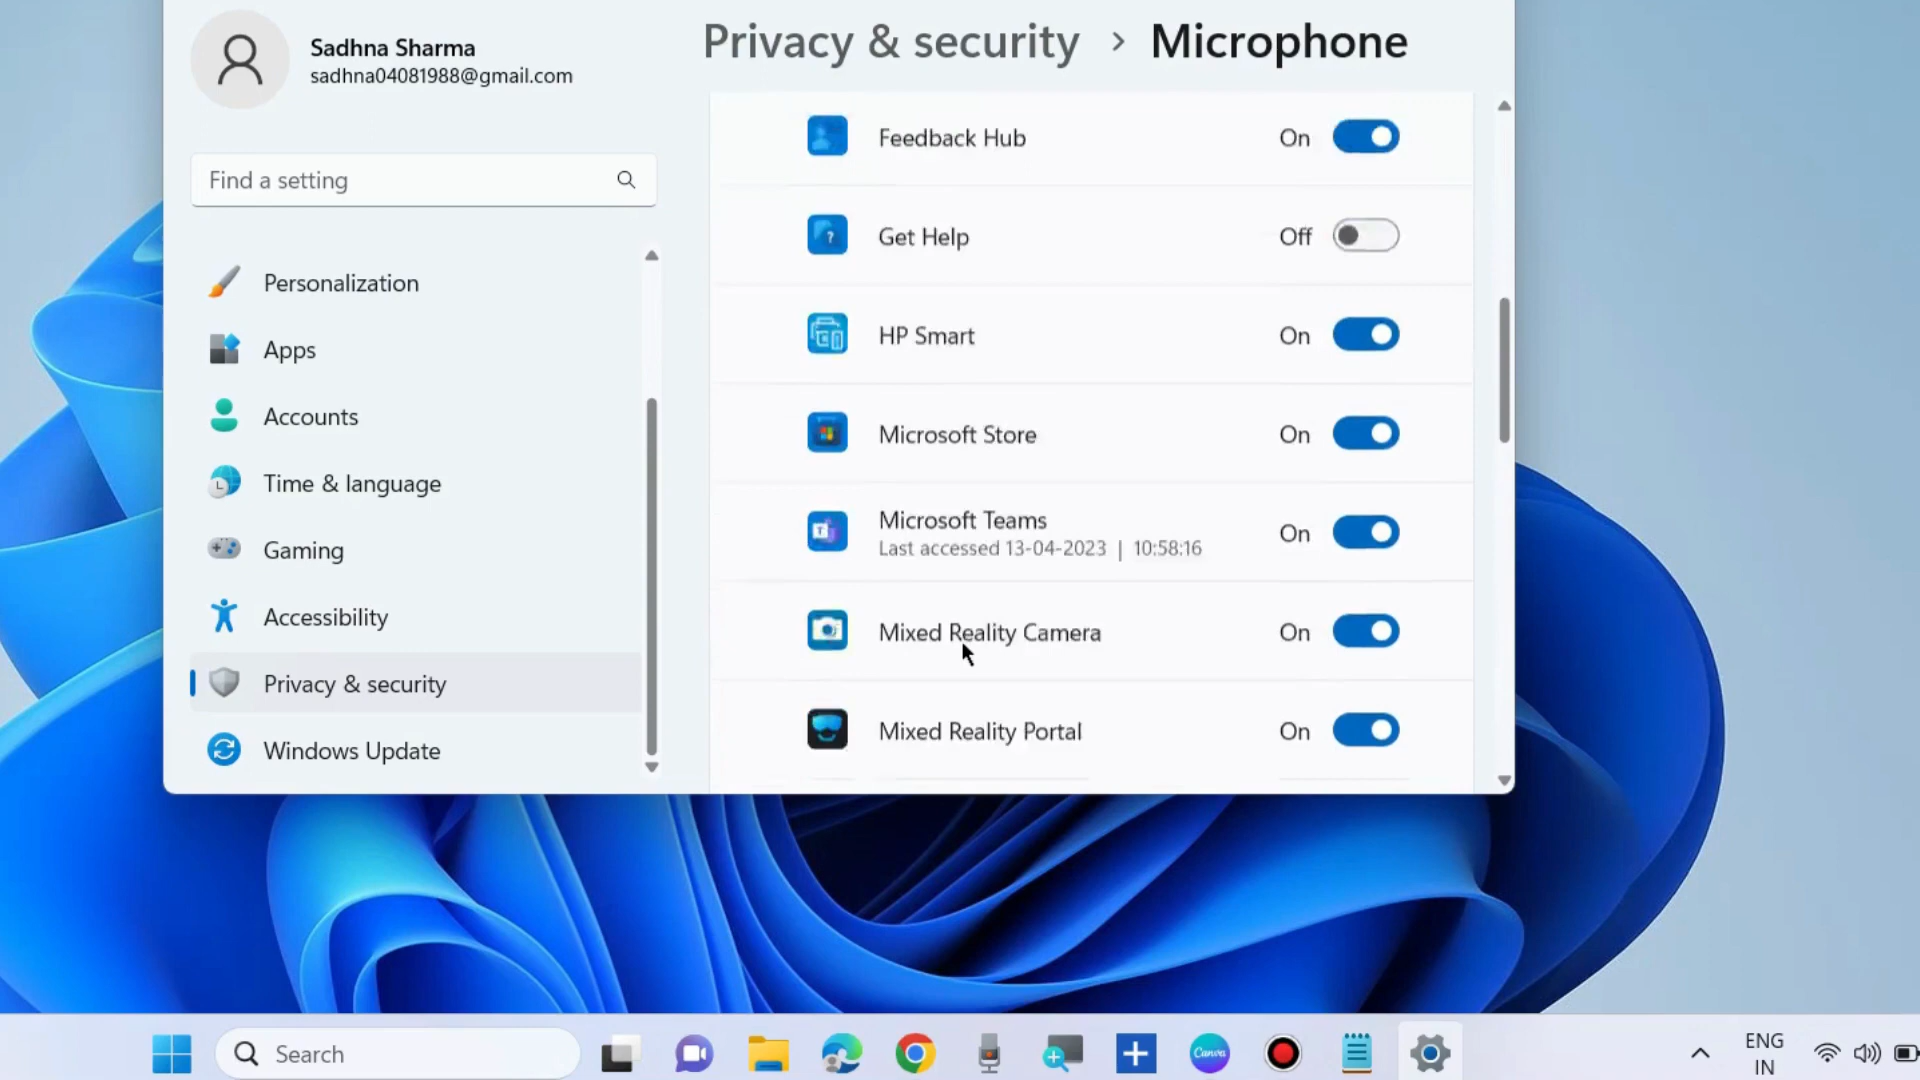 Sadhna Sharma
sadhna04081988@gmail.com
Find a setting
Personalization
Apps
Accounts
Time & language
Gaming
Accessibility
Privacy & security
Windows Update
Privacy & security > Microphone
Feedback Hub On
Get Help Off
HP Smart On
Microsoft Store On
Microsoft Teams On
Last accessed 13-04-2023 | 10:58:16
Mixed Reality Camera On
Mixed Reality Portal On
Search
Canva
ENG
IN